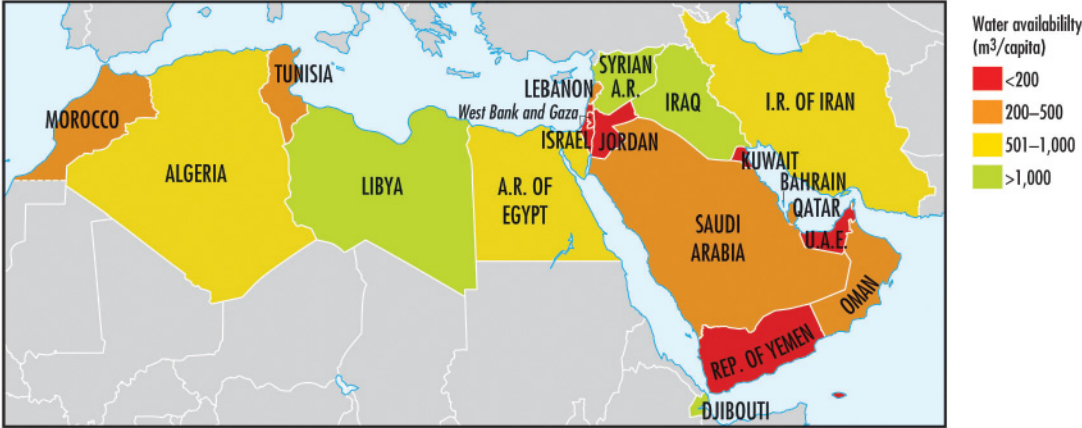 MOROCCO
ALGERIA
TUNISIA
LIBYA
A.R. OF
EGYPT
LEBANON
West Bank and Gaza
ISRAEL
SYRIAN
A.R.
JORDAN
IRAQ
I.R. OF IRAN
KUWAIT
BAHRAIN
QATAR
U.A.E.
SAUDI
ARABIA
OMAN
REP. OF YEMEN
DJIBOUTI
Water availability
(m³/capita)
<200
200–500
501–1,000
>1,000